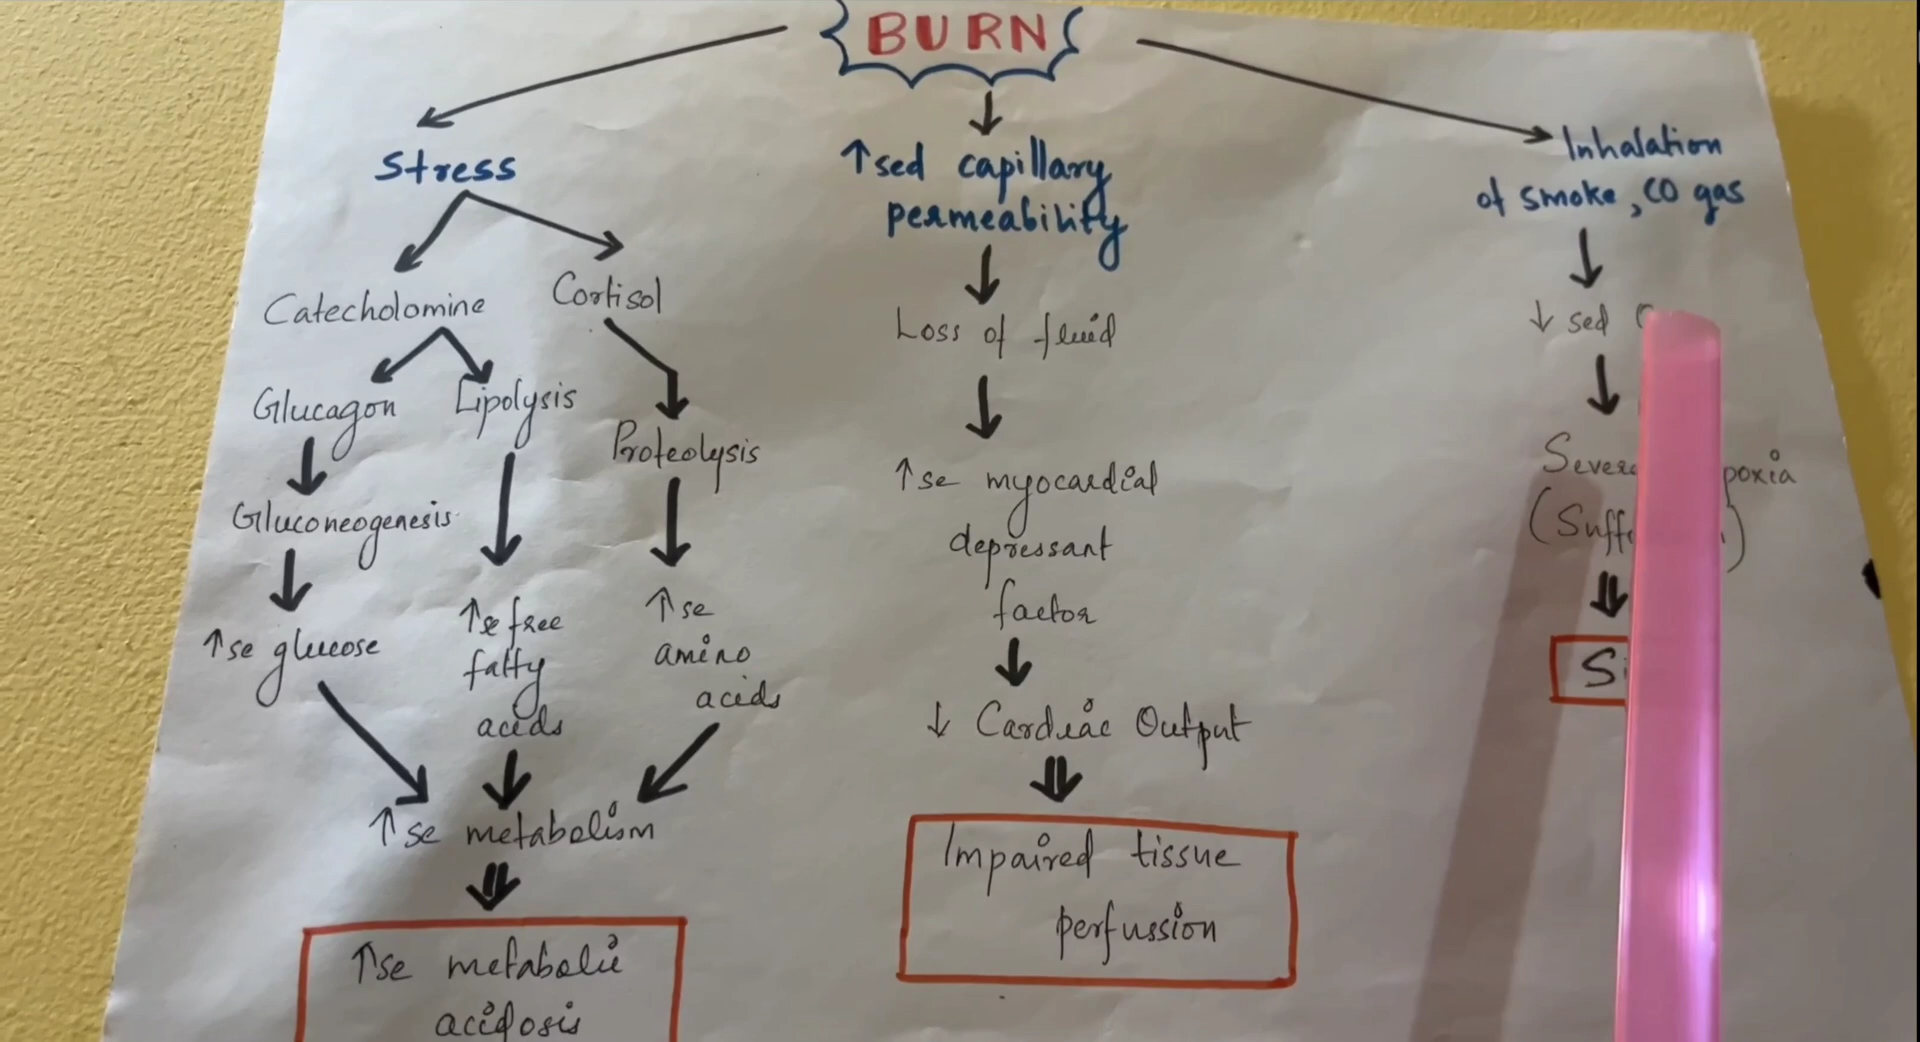 BURN
Stress
↑sed capillary
permeability
Inhalation
of smoke, CO gas
Catecholomine
Cortisol
Loss of fluid
↓ sed
Glucagon
Lipolysis
Proteolysis
↑se myocardial
depressant
factor
Gluconeogenesis
↑se glucose
↑se free
fatty
acids
↑se
amino
acids
↓ Cardiac Output
↑se metabolism
Impaired tissue
perfussion
↑se metabolic
acidosis